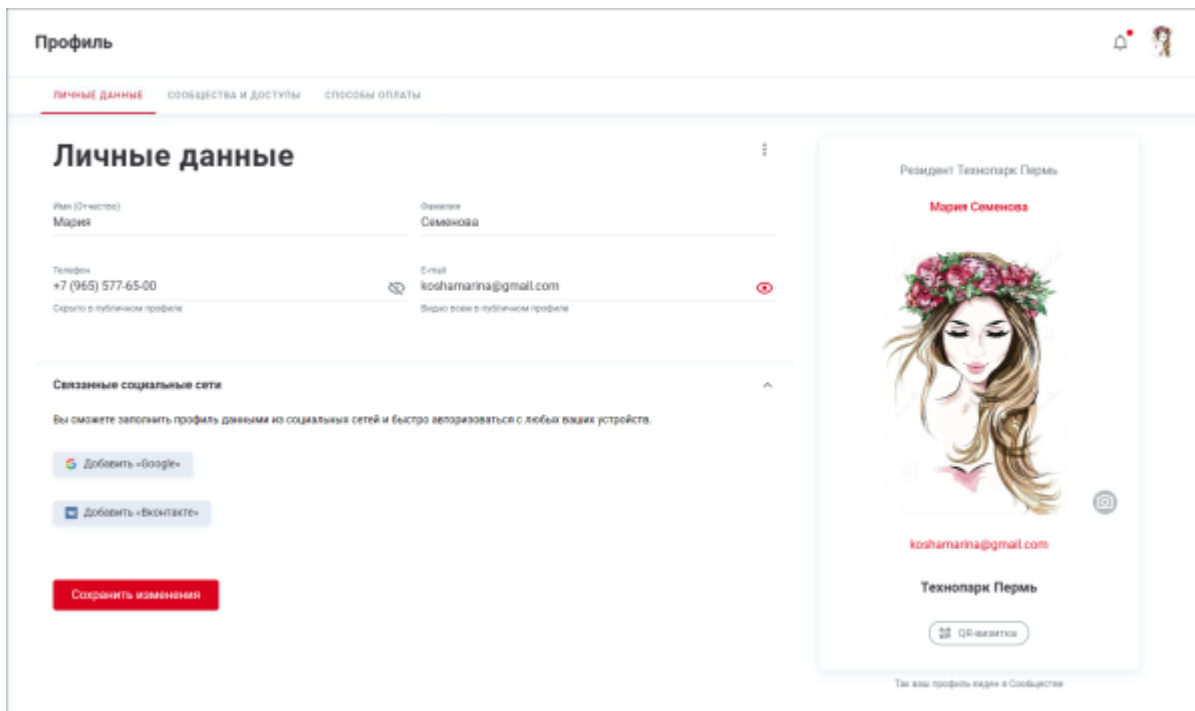 Профиль
ЛИЧНЫЕ ДАННЫЕ СООБЩЕСТВА И ДОСТУПЫ СПОСОБЫ ОПЛАТЫ
Личные данные
Имя (Отчество)
Мария
Фамилия
Семенова
Телефон
+7 (965) 577-65-00
Скрыто в публичном профиле
E-mail
koshamarina@gmail.com
Видно всем в публичном профиле
Связанные социальные сети
Вы сможете заполнить профиль данными из социальных сетей и быстро авторизоваться с любых ваших устройств.
Добавить «Google»
Добавить «Вконтакте»
Сохранить изменения
Резидент Технопарк Пермь
Мария Семенова
koshamarina@gmail.com
Технопарк Пермь
QR-визитка
Так ваш профиль виден в Сообществе